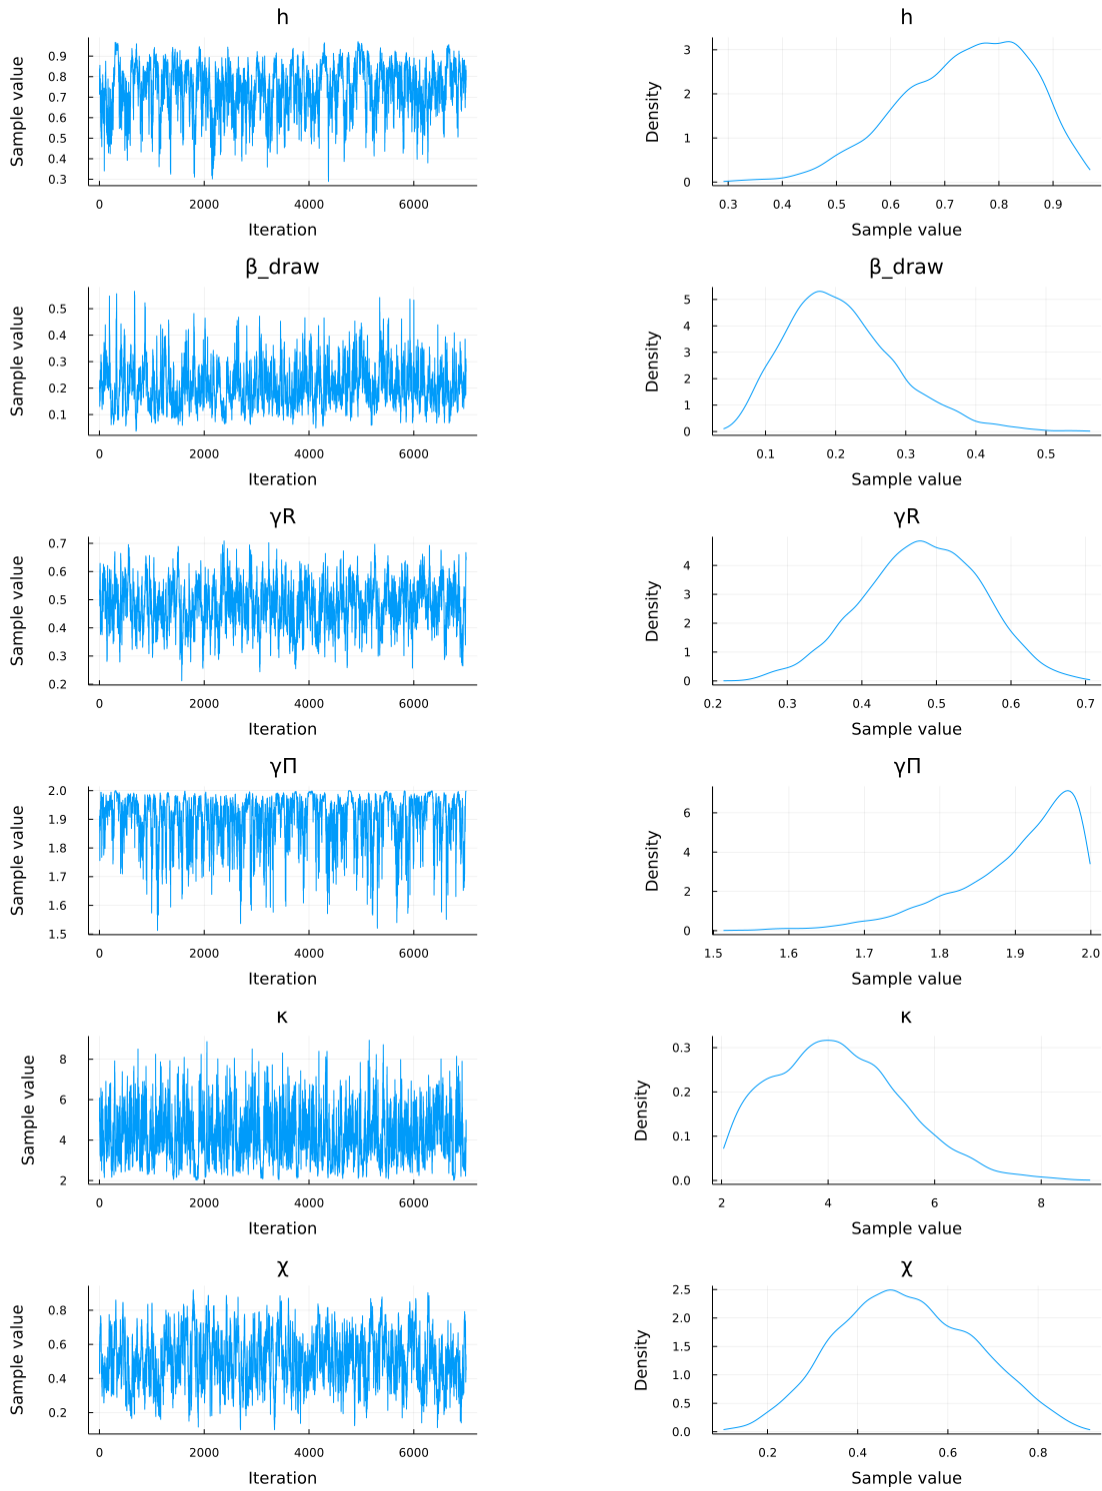 h
Sample value
0.9
0.8
0.7
0.6
0.5
0.4
0.3
0 2000 4000 6000
Iteration
h
Density
3
2
1
0
0.3 0.4 0.5 0.6 0.7 0.8 0.9
Sample value
β_draw
Sample value
0.5
0.4
0.3
0.2
0.1
0 2000 4000 6000
Iteration
β_draw
Density
5
4
3
2
1
0
0.1 0.2 0.3 0.4 0.5
Sample value
γR
Sample value
0.7
0.6
0.5
0.4
0.3
0.2
0 2000 4000 6000
Iteration
γR
Density
4
3
2
1
0
0.2 0.3 0.4 0.5 0.6 0.7
Sample value
γΠ
Sample value
2.0
1.9
1.8
1.7
1.6
1.5
0 2000 4000 6000
Iteration
γΠ
Density
6
4
2
0
1.5 1.6 1.7 1.8 1.9 2.0
Sample value
κ
Sample value
8
6
4
2
0 2000 4000 6000
Iteration
κ
Density
0.3
0.2
0.1
0.0
2 4 6 8
Sample value
χ
Sample value
0.8
0.6
0.4
0.2
0 2000 4000 6000
Iteration
χ
Density
2.5
2.0
1.5
1.0
0.5
0.0
0.2 0.4 0.6 0.8
Sample value